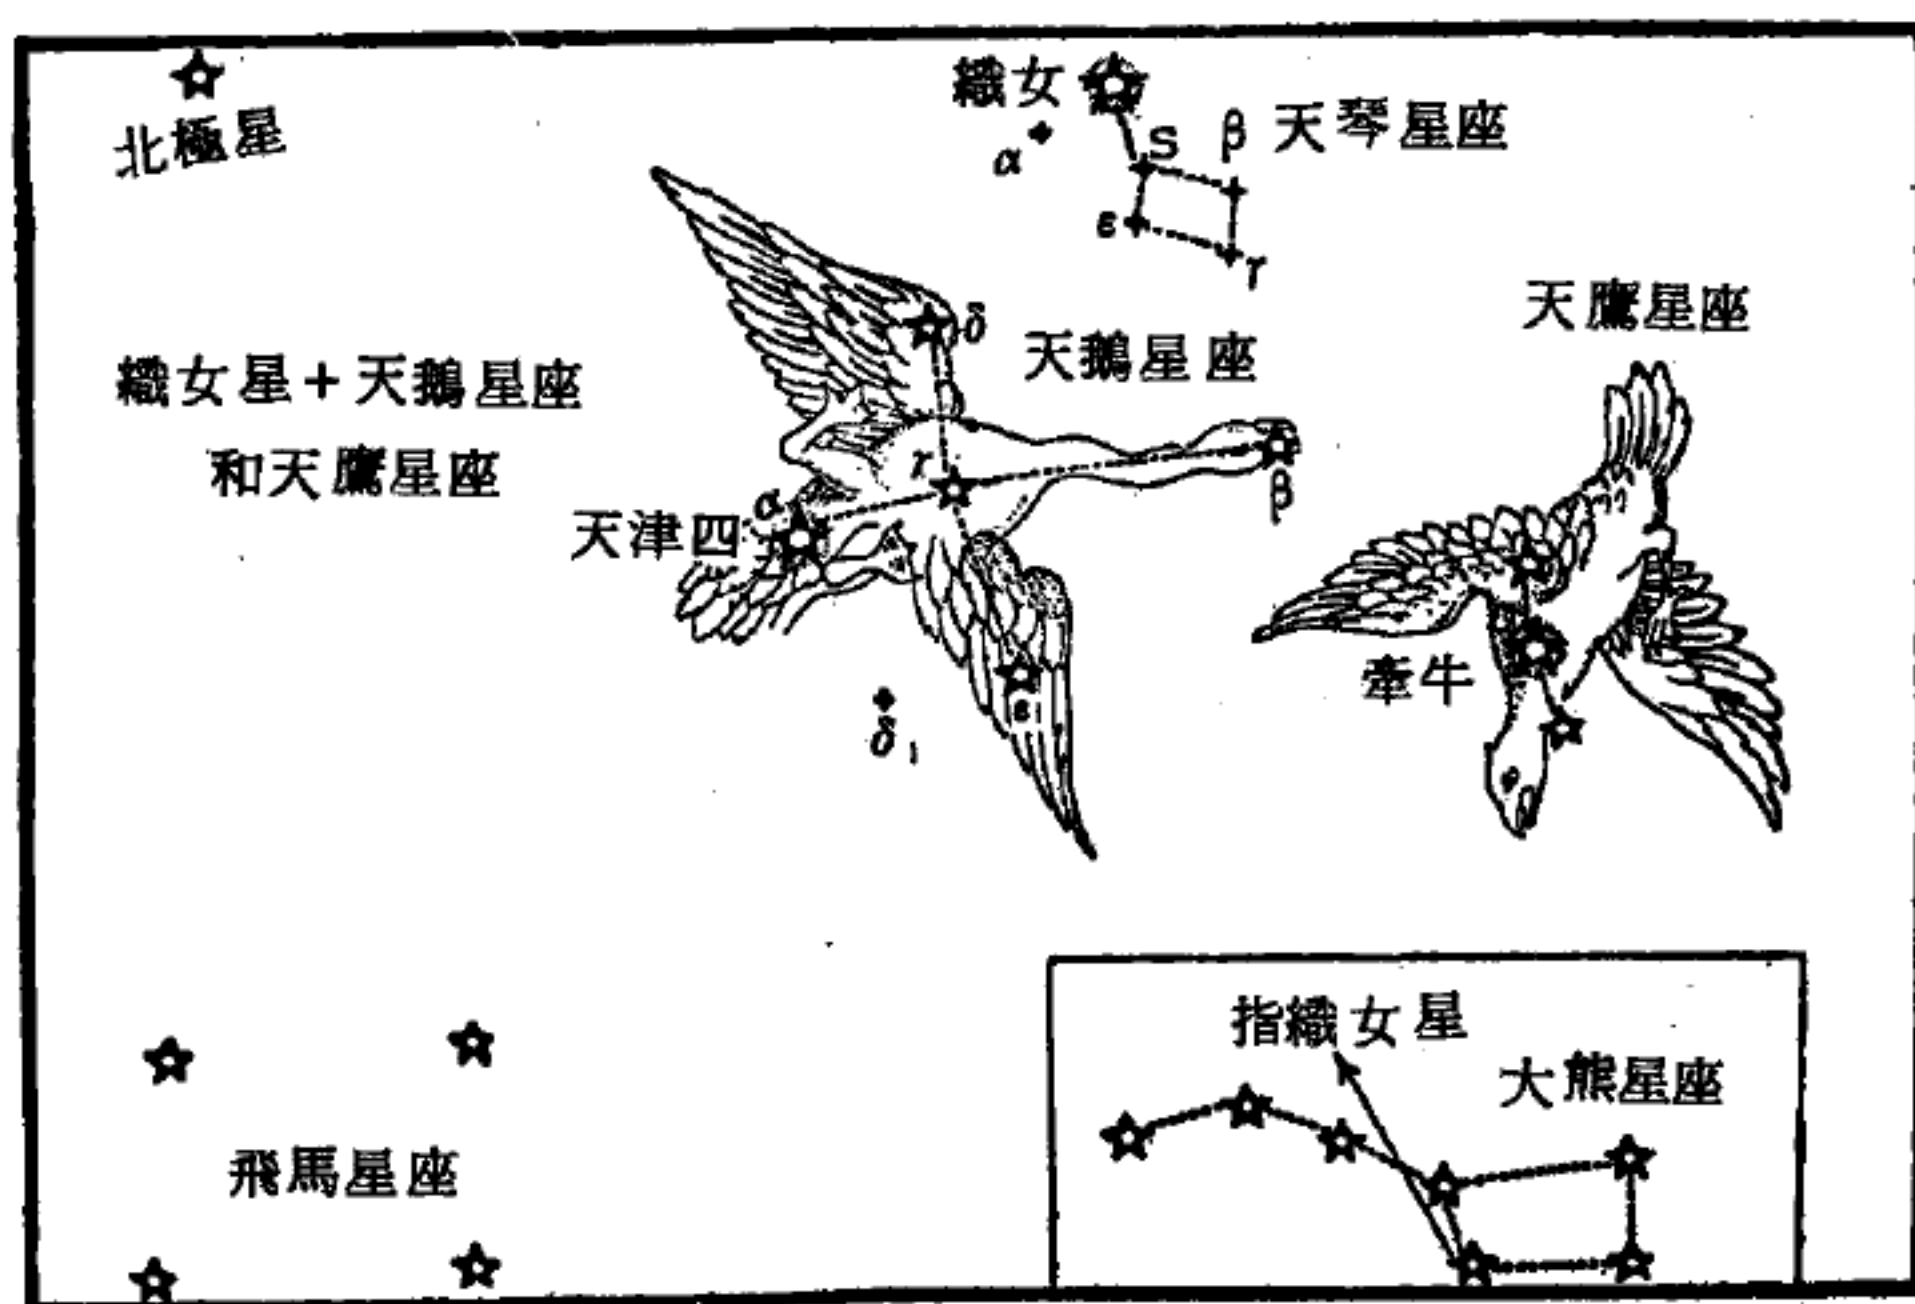 北極星
織女
天琴星座
α
S
β
ε
γ
天鷹星座
δ
天鵝星座
織女星+天鵝星座
和天鷹星座
r
β
α
天津四
牽牛
ε
δ1
指織女星
大熊星座
飛馬星座